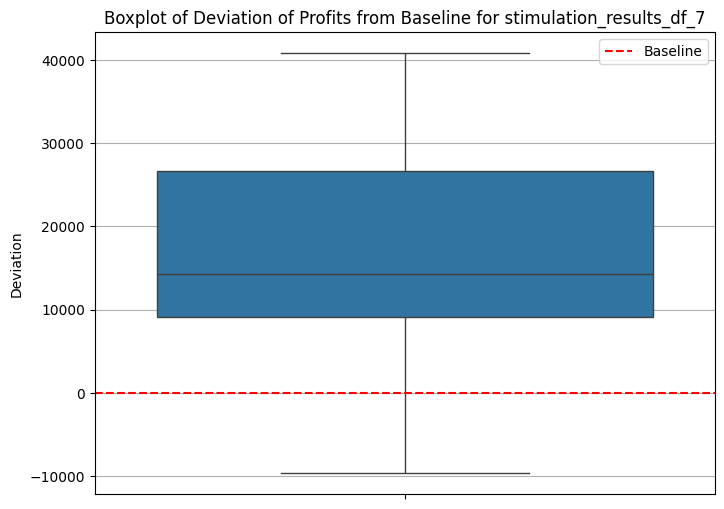 Boxplot of Deviation of Profits from Baseline for stimulation_results_df_7
Baseline
40000
30000
20000
10000
0
−10000
Deviation